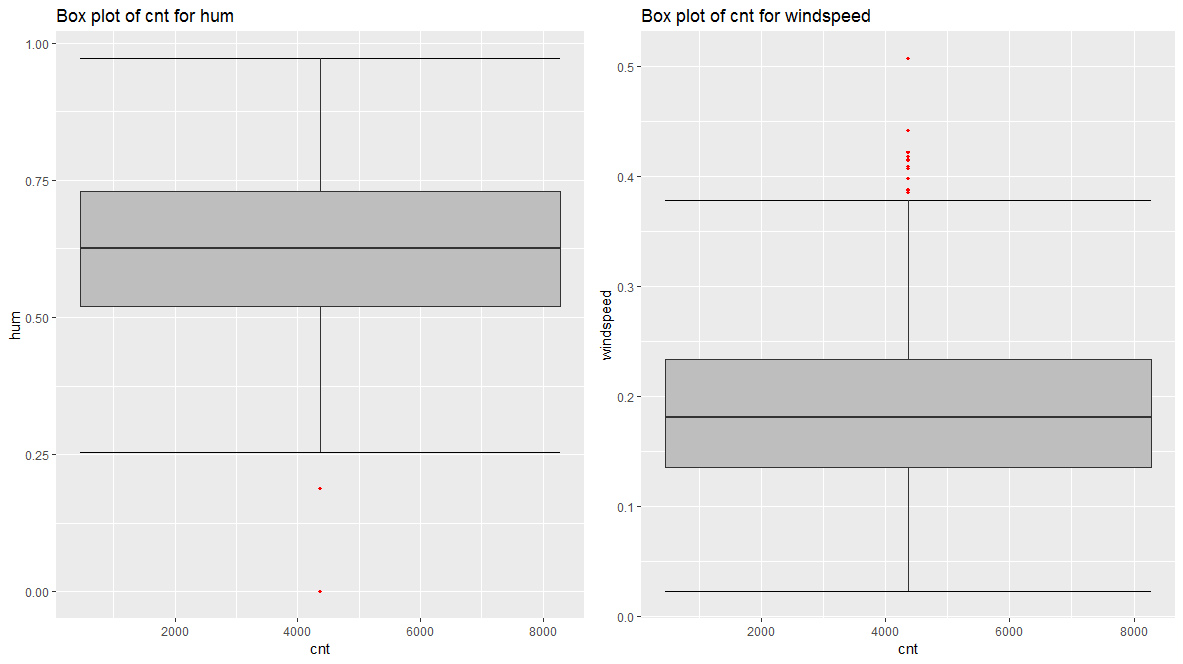 Box plot of cnt for hum
1.00
0.75
0.50
0.25
0.00
hum
2000 4000 6000 8000
cnt
Box plot of cnt for windspeed
0.5
0.4
0.3
0.2
0.1
0.0
windspeed
2000 4000 6000 8000
cnt